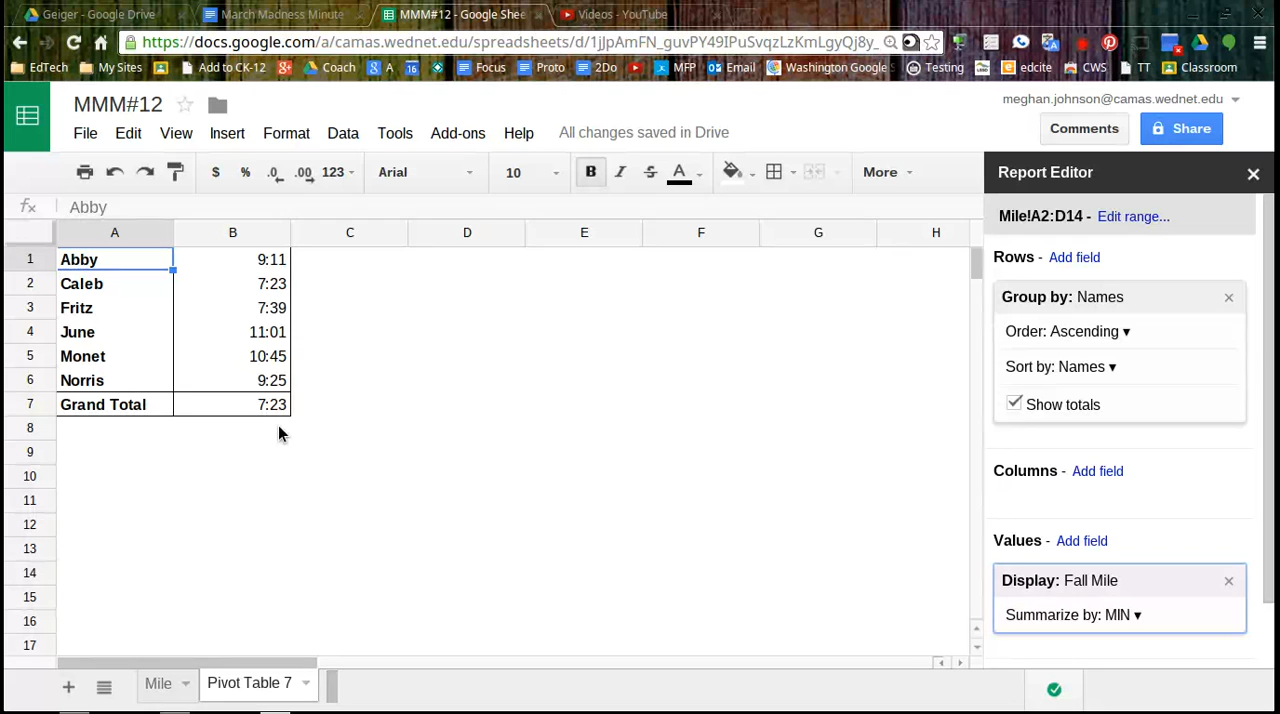 Geiger - Google Drive
March Madness Minute
MMM#12 - Google Shee
Videos - YouTube
https://docs.google.com/a/camas.wednet.edu/spreadsheets/d/1jJpAmFN_guvPY49IPuSvqzLzKmLgyQj8y_
EdTech My Sites Add to CK-12 Coach A 16 Focus Proto 2Do MFP Email Washington Google Testing edcite CWS TT Classroom
MMM#12
meghan.johnson@camas.wednet.edu
File Edit View Insert Format Data Tools Add-ons Help All changes saved in Drive
Comments
Share
$ % .0 .00 123 Arial 10 B I S A More
Report Editor
fx Abby
Mile!A2:D14 - Edit range...
A B C D E F G H
Rows - Add field
1 Abby 9:11
2 Caleb 7:23
3 Fritz 7:39
4 June 11:01
5 Monet 10:45
6 Norris 9:25
7 Grand Total 7:23
8
9
10
11
12
13
14
15
16
17
Group by: Names
Order: Ascending
Sort by: Names
Show totals
Columns - Add field
Values - Add field
Display: Fall Mile
Summarize by: MIN
Mile
Pivot Table 7